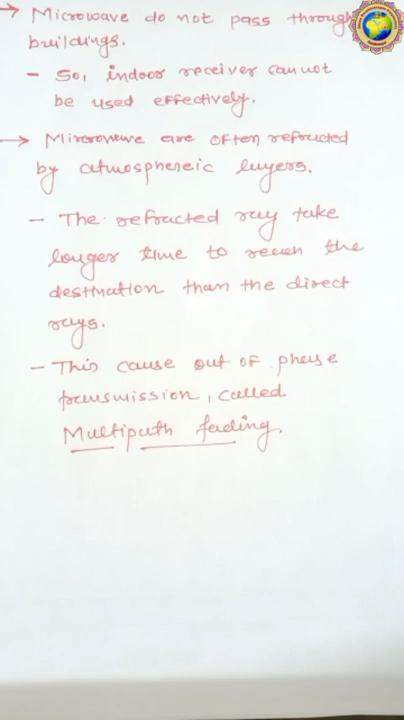 → Microwave do not pass through
buildings.
- So, indoor receiver cannot
be used effectively.
→ Microwave are often refracted
by atmospheric layers.
- The refracted ray take
longer time to reach the
destination than the direct
rays.
- This cause out of phase
transmission, called
Multipath fading.